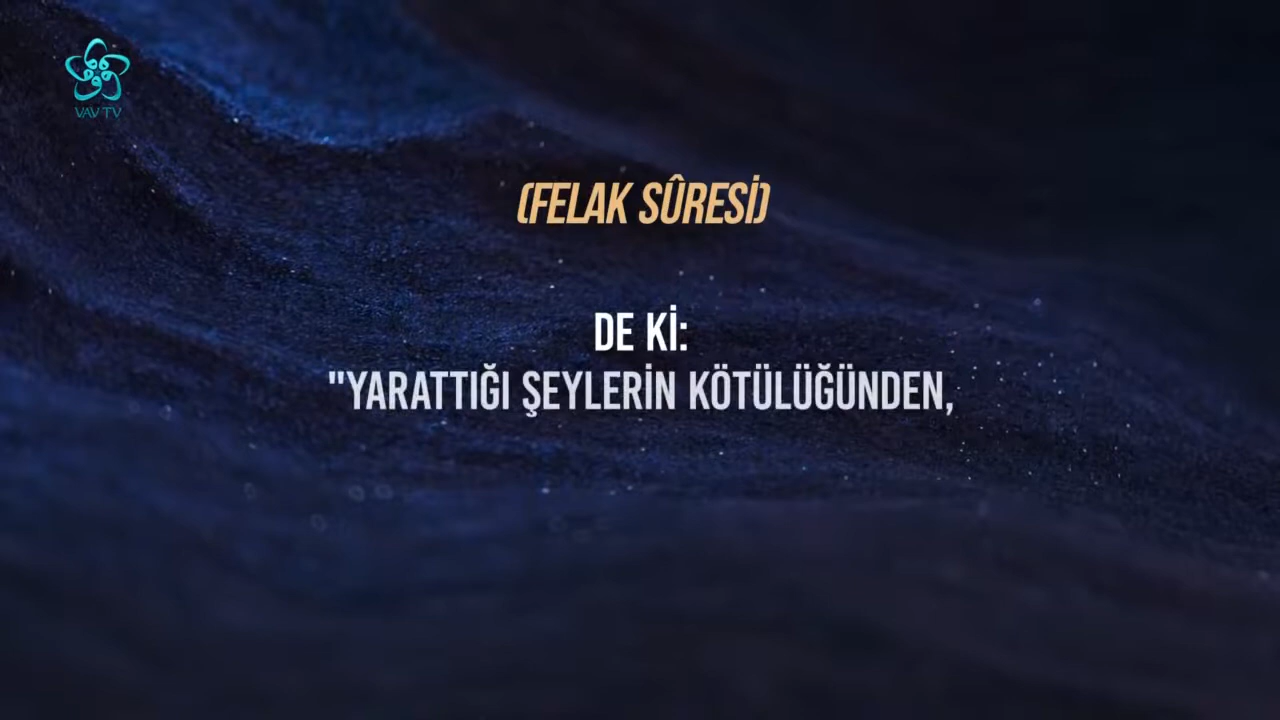 VAV TV
(FELAK SÛRESİ)
DE Kİ:
"YARATTIĞI ŞEYLERİN KÖTÜLÜĞÜNDEN,